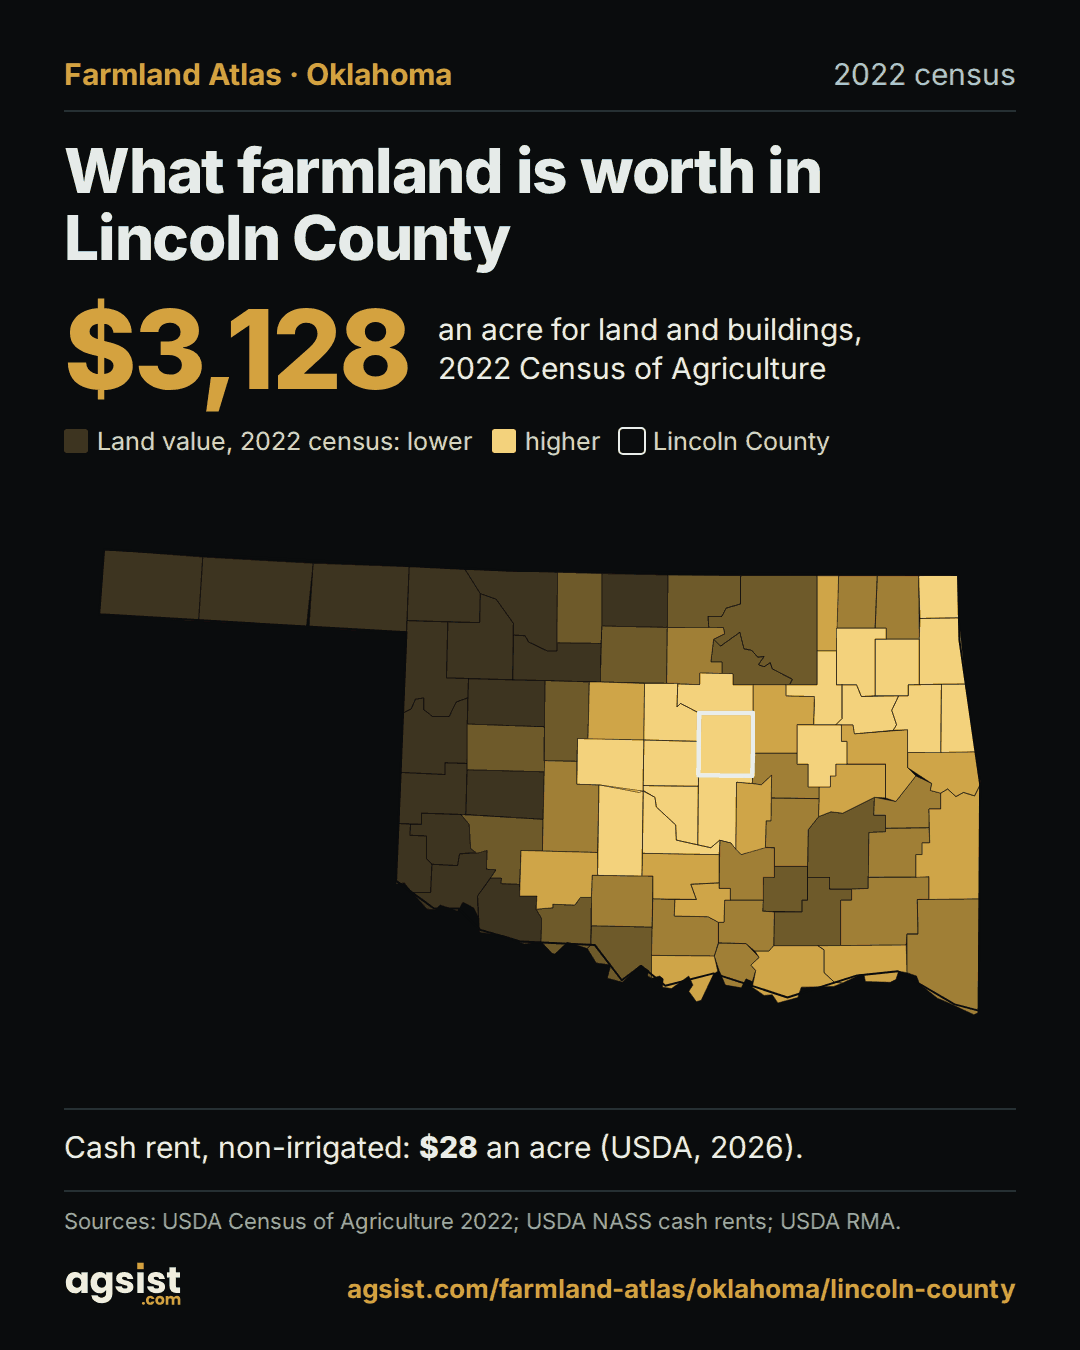 Farmland Atlas · Oklahoma
2022 census
What farmland is worth in
Lincoln County
$3,128
an acre for land and buildings,
2022 Census of Agriculture
Land value, 2022 census: lower
higher
Lincoln County
Cash rent, non-irrigated: $28 an acre (USDA, 2026).
Sources: USDA Census of Agriculture 2022; USDA NASS cash rents; USDA RMA.
agsist
.com
agsist.com/farmland-atlas/oklahoma/lincoln-county